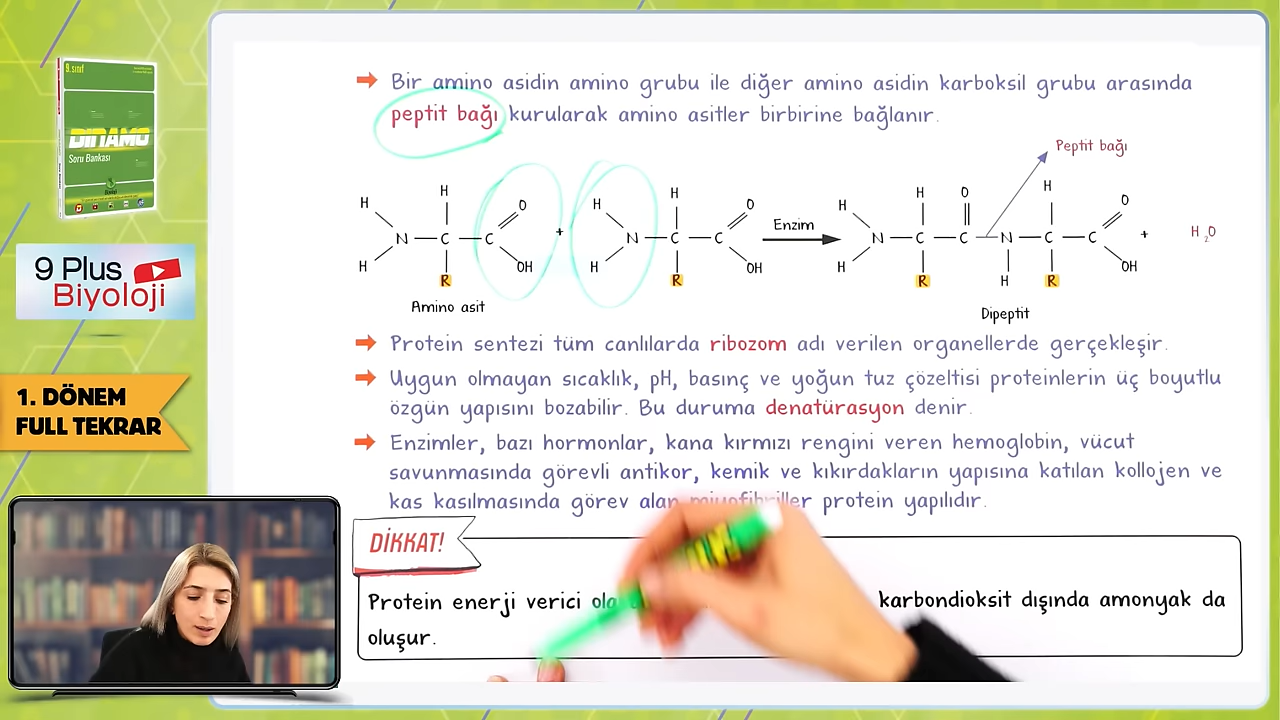 9. sınıf
DINAMO
Soru Bankası
9 Plus
Biyoloji
1. DÖNEM
FULL TEKRAR
Bir amino asidin amino grubu ile diğer amino asidin karboksil grubu arasında
peptit bağı kurularak amino asitler birbirine bağlanır.
Peptit bağı
H H O H H O H H O H O
H N C C OH + H N C C OH Enzim H N C C N C C OH + H2O
H R H R H R H R
Amino asit
Dipeptit
Protein sentezi tüm canlılarda ribozom adı verilen organellerde gerçekleşir.
Uygun olmayan sıcaklık, pH, basınç ve yoğun tuz çözeltisi proteinlerin üç boyutlu
özgün yapısını bozabilir. Bu duruma denatürasyon denir.
Enzimler, bazı hormonlar, kana kırmızı rengini veren hemoglobin, vücut
savunmasında görevli antikor, kemik ve kıkırdakların yapısına katılan kollojen ve
kas kasılmasında görev alan miyofibriller protein yapılıdır.
DİKKAT!
Protein enerji verici karbondioksit dışında amonyak da
oluşur.